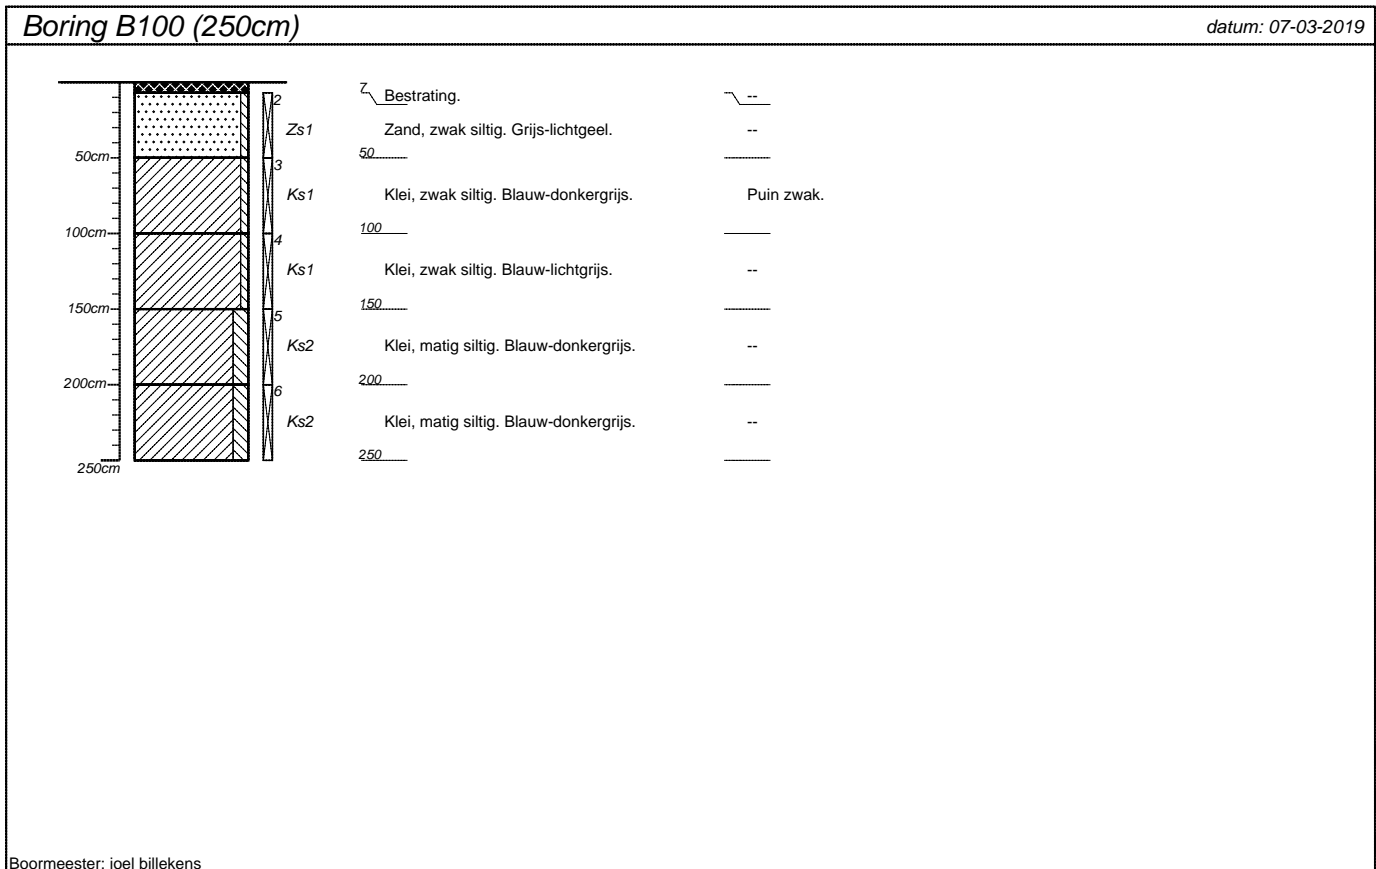 Boring B100 (250cm) datum: 07-03-2019
7 Bestrating. --
2
Zs1 Zand, zwak siltig. Grijs-lichtgeel. --
50cm 50
3
Ks1 Klei, zwak siltig. Blauw-donkergrijs. Puin zwak.
100cm 100
4
Ks1 Klei, zwak siltig. Blauw-lichtgrijs. --
150cm 150
5
Ks2 Klei, matig siltig. Blauw-donkergrijs. --
200cm 200
6
Ks2 Klei, matig siltig. Blauw-donkergrijs. --
250cm 250
Boormeester: joel billekens